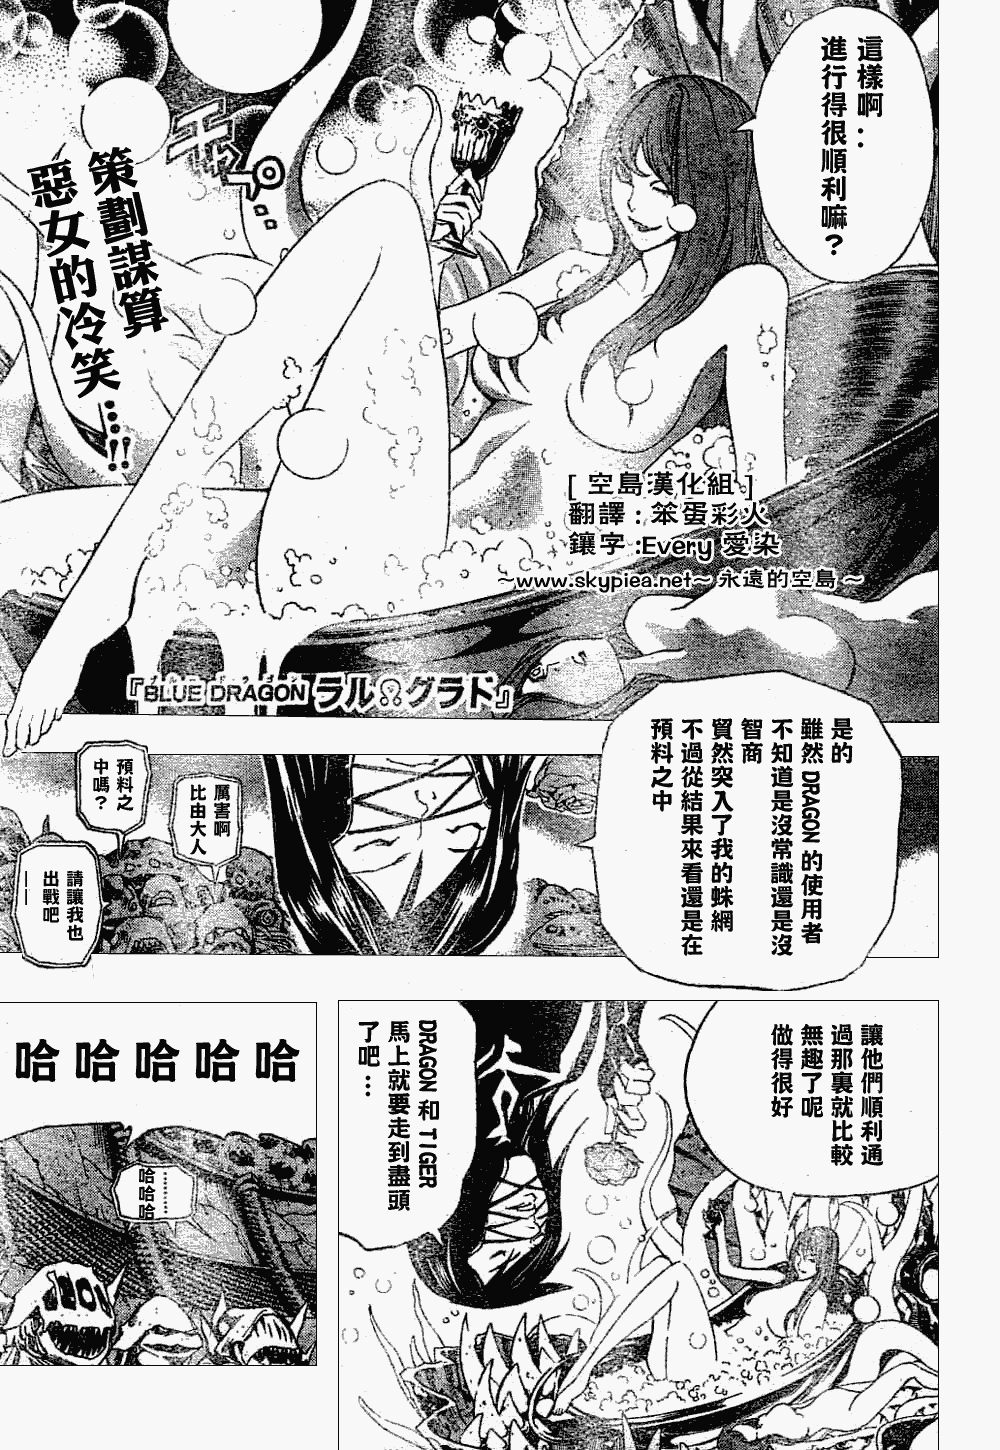 這樣啊：
進行得很順利嘛？
策劃謀算
惡女的冷笑…!!
[ 空島漢化組 ]
翻譯：笨蛋彩火
鑲字 :Every 愛染
~www.skypiea.net~ 永遠的空島 ~
『BLUE DRAGON ラルΩグラド』
是的
雖然 DRAGON 的使用者
不知道是沒常識還是沒
智商
貿然突入了我的蛛網
不過從結果來看還是在
預料之中
厲害啊
比由大人
預料之
中嗎？
請讓我也
出戰吧
——
讓他們順利通
過那裏就比較
無趣了呢
做得很好
DRAGON 和 TIGER
馬上就要走到盡頭
了吧…
哈哈哈哈哈
………
哈哈哈